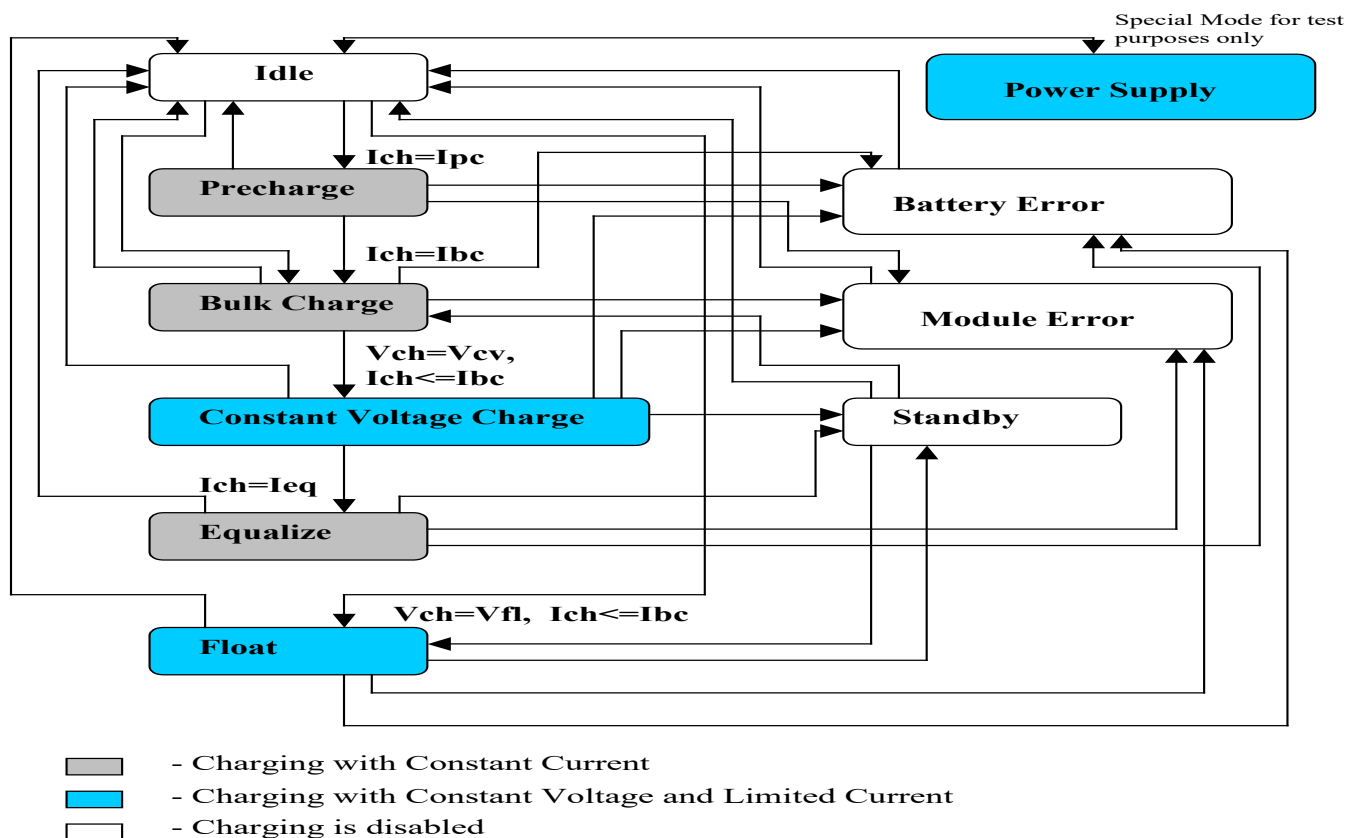 Special Mode for test
purposes only
Idle
Power Supply
Ich=Ipc
Precharge
Battery Error
Ich=Ibc
Bulk Charge
Module Error
Vch=Vcv,
Ich<=Ibc
Constant Voltage Charge
Standby
Ich=Ieq
Equalize
Vch=Vfl, Ich<=Ibc
Float
- Charging with Constant Current
- Charging with Constant Voltage and Limited Current
- Charging is disabled